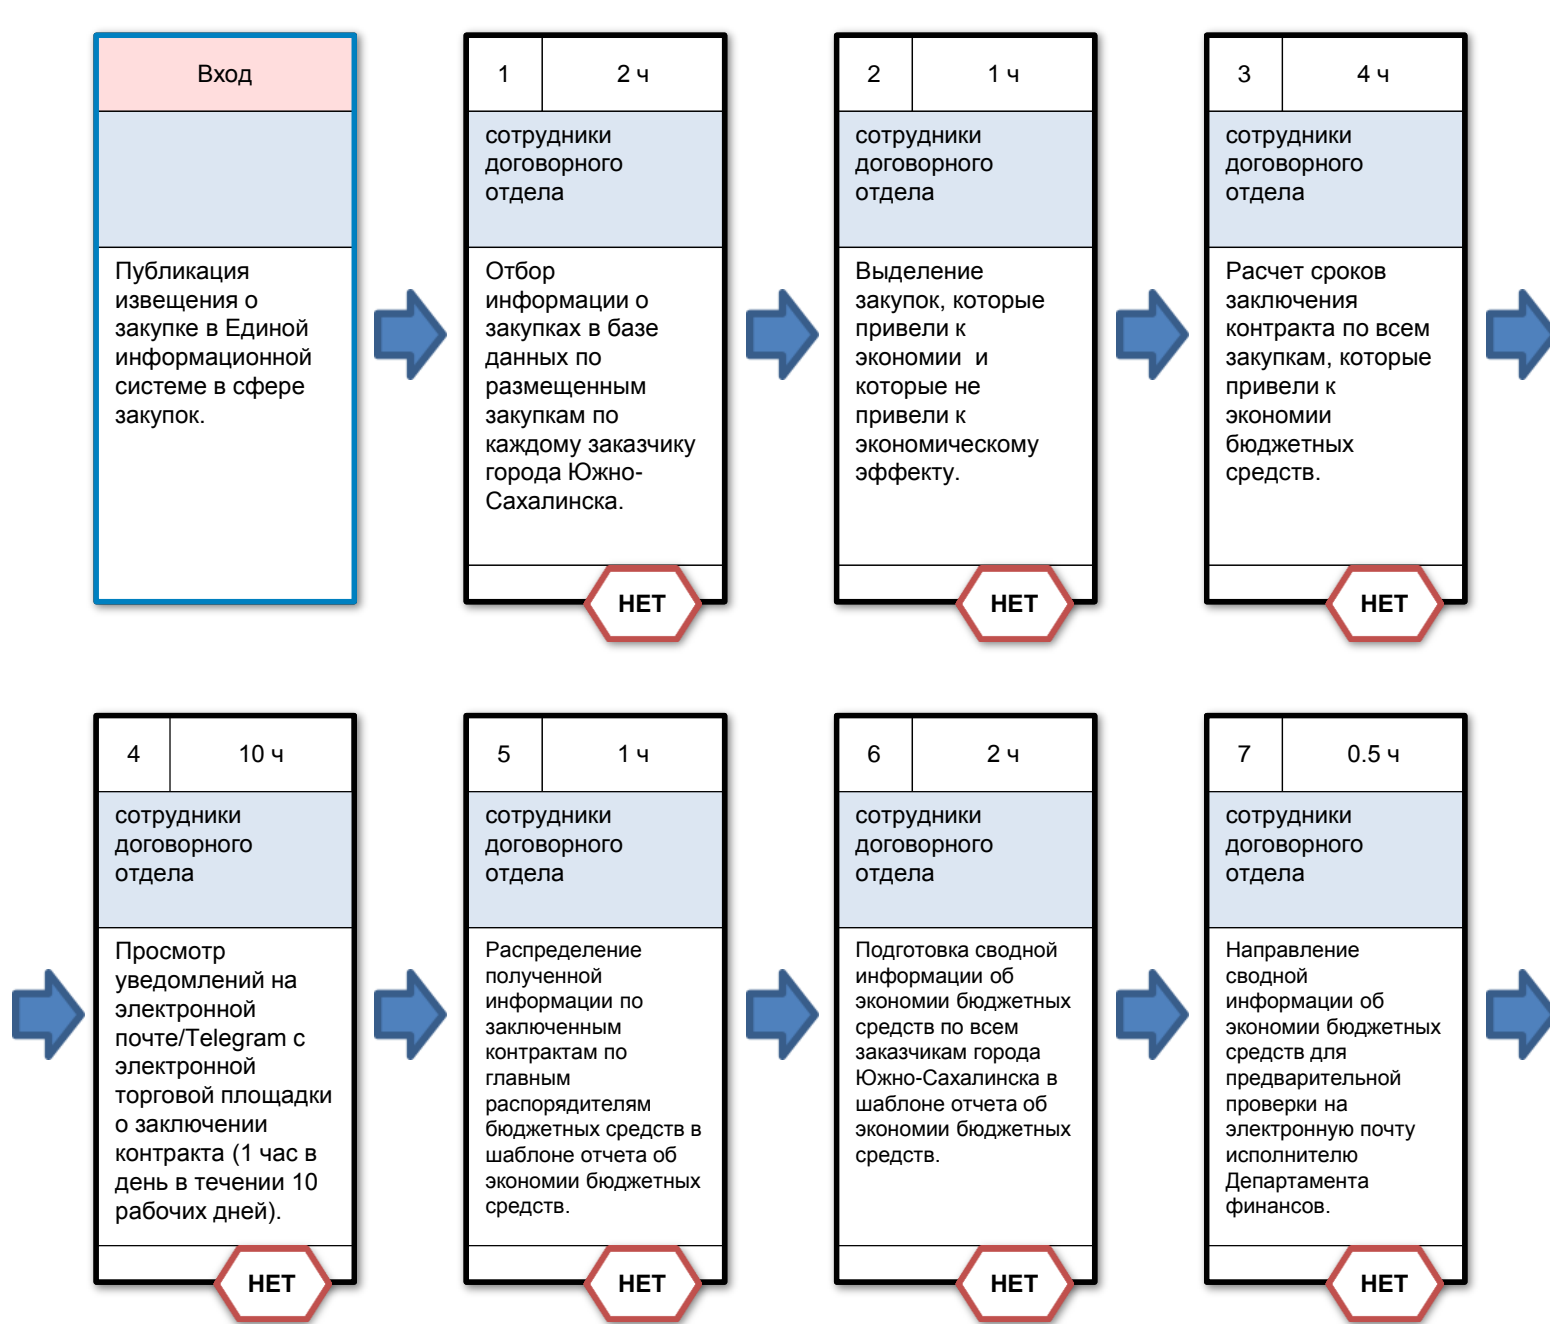 Вход
Публикация
извещения о
закупке в Единой
информационной
системе в сфере
закупок.
1
2 ч
сотрудники
договорного
отдела
Отбор
информации о
закупках в базе
данных по
размещенным
закупкам по
каждому заказчику
города Южно-
Сахалинска.
НЕТ
2
1 ч
сотрудники
договорного
отдела
Выделение
закупок, которые
привели к
экономии и
которые не
привели к
экономическому
эффекту.
НЕТ
3
4 ч
сотрудники
договорного
отдела
Расчет сроков
заключения
контракта по всем
закупкам, которые
привели к
экономии
бюджетных
средств.
НЕТ
4
10 ч
сотрудники
договорного
отдела
Просмотр
уведомлений на
электронной
почте/Telegram с
электронной
торговой площадки
о заключении
контракта (1 час в
день в течении 10
рабочих дней).
НЕТ
5
1 ч
сотрудники
договорного
отдела
Распределение
полученной
информации по
заключенным
контрактам по
главным
распорядителям
бюджетных средств в
шаблоне отчета об
экономии бюджетных
средств.
НЕТ
6
2 ч
сотрудники
договорного
отдела
Подготовка сводной
информации об
экономии бюджетных
средств по всем
заказчикам города
Южно-Сахалинска в
шаблоне отчета об
экономии бюджетных
средств.
НЕТ
7
0.5 ч
сотрудники
договорного
отдела
Направление
сводной
информации об
экономии бюджетных
средств для
предварительной
проверки на
электронную почту
исполнителю
Департамента
финансов.
НЕТ